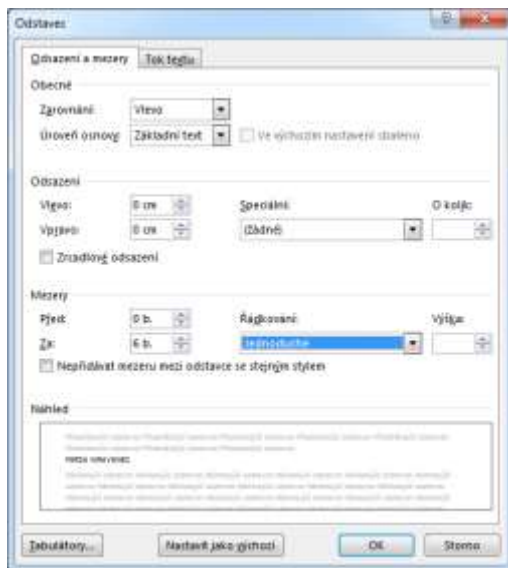 Odstavec
Odsazení a mezery Tok textu
Obecné
Zarovnání: Vlevo
Úroveň osnovy: Základní text Ve výchozím nastavení sbaleno
Odsazení
Vlevo: 0 cm Speciální: O kolik:
Vpravo: 0 cm (žádné)
Zrcadlové odsazení
Mezery
Před: 0 b. Řádkování: Výška:
Za: 6 b. Jednoduché
Nepřidávat mezeru mezi odstavce se stejným stylem
Náhled
Tabulátory... Nastavit jako výchozí OK Storno